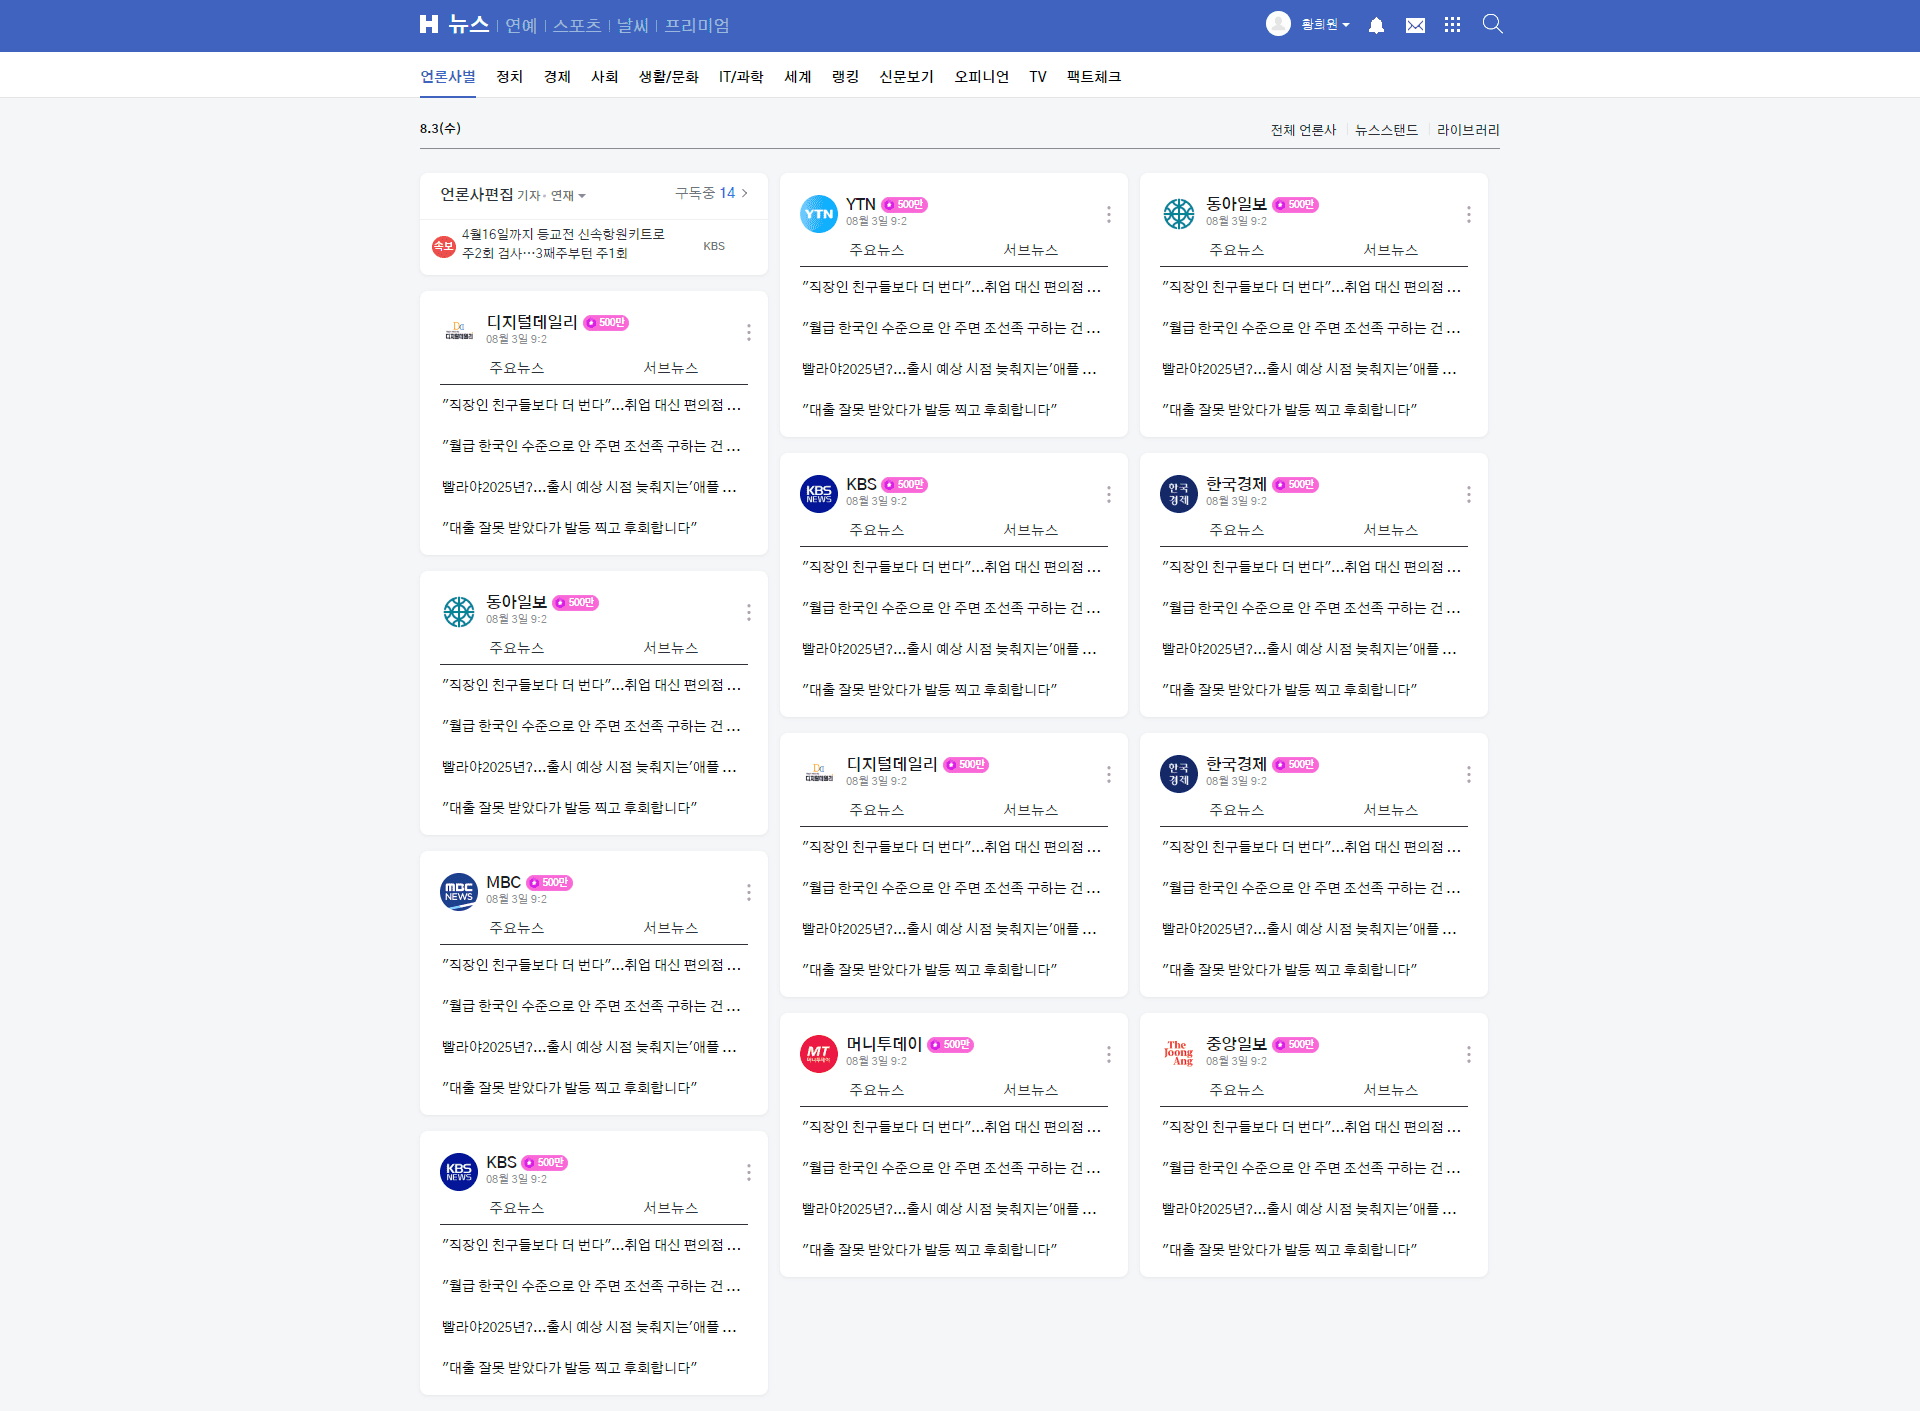 H 뉴스 연예 스포츠 날씨 프리미엄 황희원
언론사별 정치 경제 사회 생활/문화 IT/과학 세계 랭킹 신문보기 오피니언 TV 팩트체크
8.3(수) 전체 언론사 뉴스스탠드 라이브러리
언론사편집 기자· 연재 구독중 14
속보
4월16일까지 등교전 신속항원키트로
주2회 검사…3째주부턴 주1회
KBS
디지털데일리
디지털데일리 500만
08월 3일 9:2
주요뉴스 서브뉴스
”직장인 친구들보다 더 번다”...취업 대신 편의점 ...
”월급 한국인 수준으로 안 주면 조선족 구하는 건 ...
빨라야2025년?...출시 예상 시점 늦춰지는’애플 ...
”대출 잘못 받았다가 발등 찍고 후회합니다”
동아일보 500만
08월 3일 9:2
주요뉴스 서브뉴스
”직장인 친구들보다 더 번다”...취업 대신 편의점 ...
”월급 한국인 수준으로 안 주면 조선족 구하는 건 ...
빨라야2025년?...출시 예상 시점 늦춰지는’애플 ...
”대출 잘못 받았다가 발등 찍고 후회합니다”
MBC
NEWS
MBC 500만
08월 3일 9:2
주요뉴스 서브뉴스
”직장인 친구들보다 더 번다”...취업 대신 편의점 ...
”월급 한국인 수준으로 안 주면 조선족 구하는 건 ...
빨라야2025년?...출시 예상 시점 늦춰지는’애플 ...
”대출 잘못 받았다가 발등 찍고 후회합니다”
KBS
NEWS
KBS 500만
08월 3일 9:2
주요뉴스 서브뉴스
”직장인 친구들보다 더 번다”...취업 대신 편의점 ...
”월급 한국인 수준으로 안 주면 조선족 구하는 건 ...
빨라야2025년?...출시 예상 시점 늦춰지는’애플 ...
”대출 잘못 받았다가 발등 찍고 후회합니다”
YTN
YTN 500만
08월 3일 9:2
주요뉴스 서브뉴스
”직장인 친구들보다 더 번다”...취업 대신 편의점 ...
”월급 한국인 수준으로 안 주면 조선족 구하는 건 ...
빨라야2025년?...출시 예상 시점 늦춰지는’애플 ...
”대출 잘못 받았다가 발등 찍고 후회합니다”
KBS
NEWS
KBS 500만
08월 3일 9:2
주요뉴스 서브뉴스
”직장인 친구들보다 더 번다”...취업 대신 편의점 ...
”월급 한국인 수준으로 안 주면 조선족 구하는 건 ...
빨라야2025년?...출시 예상 시점 늦춰지는’애플 ...
”대출 잘못 받았다가 발등 찍고 후회합니다”
디지털데일리
디지털데일리 500만
08월 3일 9:2
주요뉴스 서브뉴스
”직장인 친구들보다 더 번다”...취업 대신 편의점 ...
”월급 한국인 수준으로 안 주면 조선족 구하는 건 ...
빨라야2025년?...출시 예상 시점 늦춰지는’애플 ...
”대출 잘못 받았다가 발등 찍고 후회합니다”
MT
머니투데이
머니투데이 500만
08월 3일 9:2
주요뉴스 서브뉴스
”직장인 친구들보다 더 번다”...취업 대신 편의점 ...
”월급 한국인 수준으로 안 주면 조선족 구하는 건 ...
빨라야2025년?...출시 예상 시점 늦춰지는’애플 ...
”대출 잘못 받았다가 발등 찍고 후회합니다”
동아일보 500만
08월 3일 9:2
주요뉴스 서브뉴스
”직장인 친구들보다 더 번다”...취업 대신 편의점 ...
”월급 한국인 수준으로 안 주면 조선족 구하는 건 ...
빨라야2025년?...출시 예상 시점 늦춰지는’애플 ...
”대출 잘못 받았다가 발등 찍고 후회합니다”
한국
경제
한국경제 500만
08월 3일 9:2
주요뉴스 서브뉴스
”직장인 친구들보다 더 번다”...취업 대신 편의점 ...
”월급 한국인 수준으로 안 주면 조선족 구하는 건 ...
빨라야2025년?...출시 예상 시점 늦춰지는’애플 ...
”대출 잘못 받았다가 발등 찍고 후회합니다”
한국
경제
한국경제 500만
08월 3일 9:2
주요뉴스 서브뉴스
”직장인 친구들보다 더 번다”...취업 대신 편의점 ...
”월급 한국인 수준으로 안 주면 조선족 구하는 건 ...
빨라야2025년?...출시 예상 시점 늦춰지는’애플 ...
”대출 잘못 받았다가 발등 찍고 후회합니다”
The
JoongAng
중앙일보 500만
08월 3일 9:2
주요뉴스 서브뉴스
”직장인 친구들보다 더 번다”...취업 대신 편의점 ...
”월급 한국인 수준으로 안 주면 조선족 구하는 건 ...
빨라야2025년?...출시 예상 시점 늦춰지는’애플 ...
”대출 잘못 받았다가 발등 찍고 후회합니다”